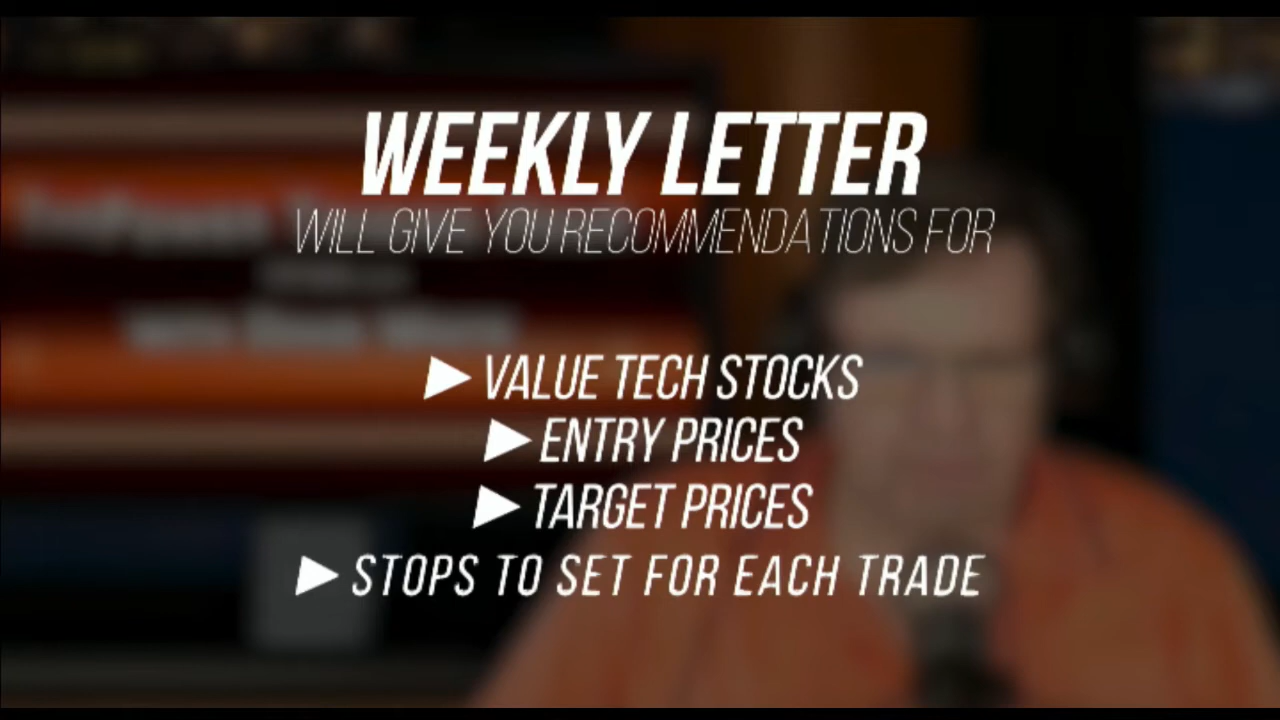 WEEKLY LETTER
WILL GIVE YOU RECOMMENDATIONS FOR
▶ VALUE TECH STOCKS
▶ ENTRY PRICES
▶ TARGET PRICES
▶ STOPS TO SET FOR EACH TRADE